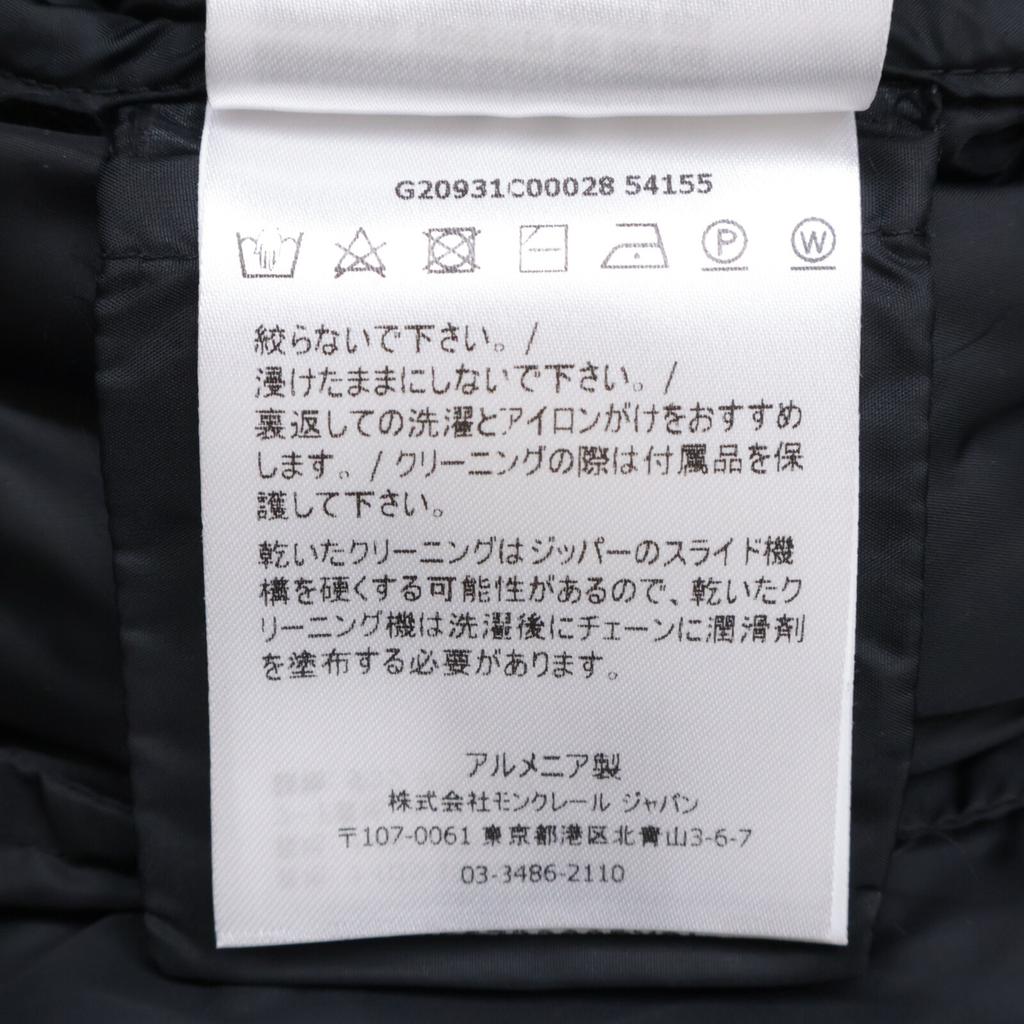 G20931C00028 54155
P W
絞らないで下さい。/
浸けたままにしないで下さい。/
裏返しての洗濯とアイロンがけをおすすめ
します。/ クリーニングの際は付属品を保
護して下さい。
乾いたクリーニングはジッパーのスライド機
構を硬くする可能性があるので、乾いたク
リーニング機は洗濯後にチェーンに潤滑剤
を塗布する必要があります。
アルメニア製
株式会社モンクレール ジャパン
〒107-0061 東京都港区北青山3-6-7
03-3486-2110